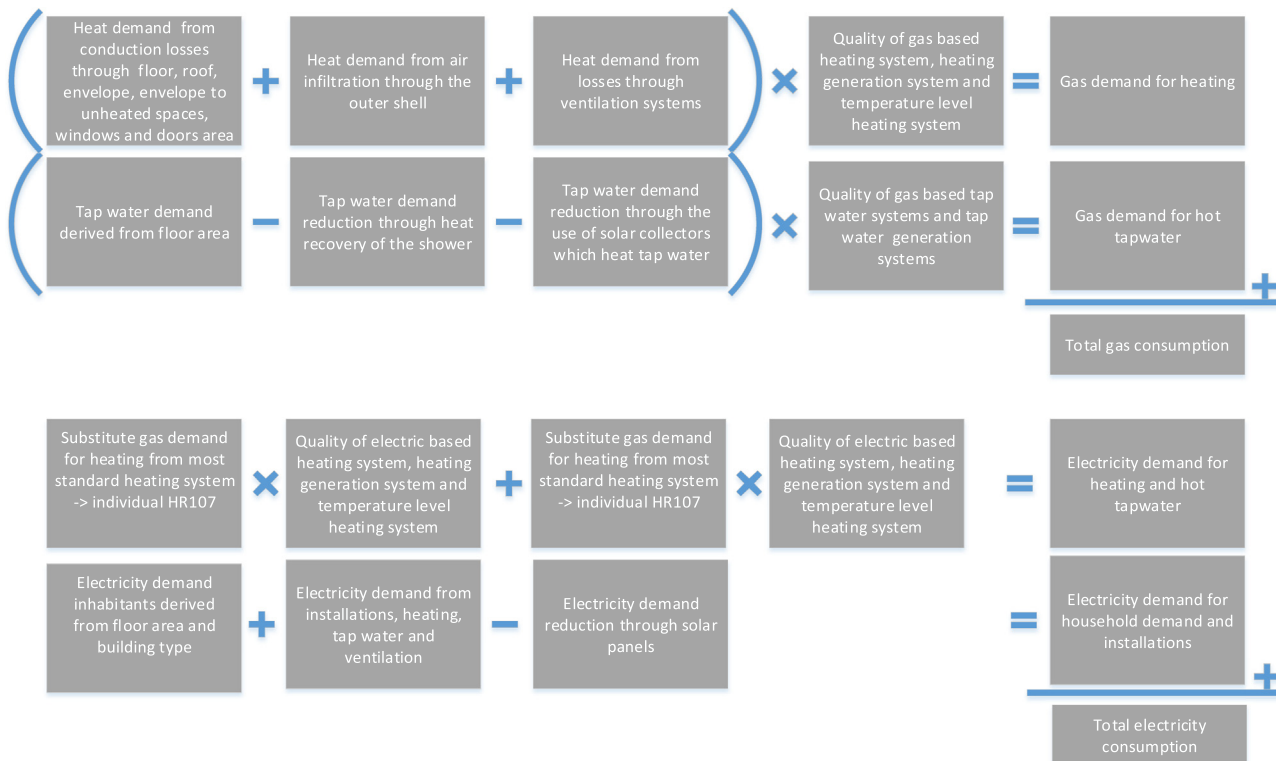 Heat demand from
conduction losses
through floor, roof,
envelope, envelope to
unheated spaces,
windows and doors area
+
Heat demand from air
infiltration through the
outer shell
+
Heat demand from
losses through
ventilation systems
×
Quality of gas based
heating system, heating
generation system and
temperature level
heating system
=
Gas demand for heating
Tap water demand
derived from floor area
−
Tap water demand
reduction through heat
recovery of the shower
−
Tap water demand
reduction through the
use of solar collectors
which heat tap water
×
Quality of gas based tap
water systems and tap
water generation
systems
=
Gas demand for hot
tapwater
+
Total gas consumption
Substitute gas demand
for heating from most
standard heating system
-> individual HR107
×
Quality of electric based
heating system, heating
generation system and
temperature level
heating system
+
Substitute gas demand
for heating from most
standard heating system
-> individual HR107
×
Quality of electric based
heating system, heating
generation system and
temperature level
heating system
=
Electricity demand for
heating and hot
tapwater
Electricity demand
inhabitants derived
from floor area and
building type
+
Electricity demand from
installations, heating,
tap water and
ventilation
−
Electricity demand
reduction through solar
panels
=
Electricity demand for
household demand and
installations
+
Total electricity
consumption